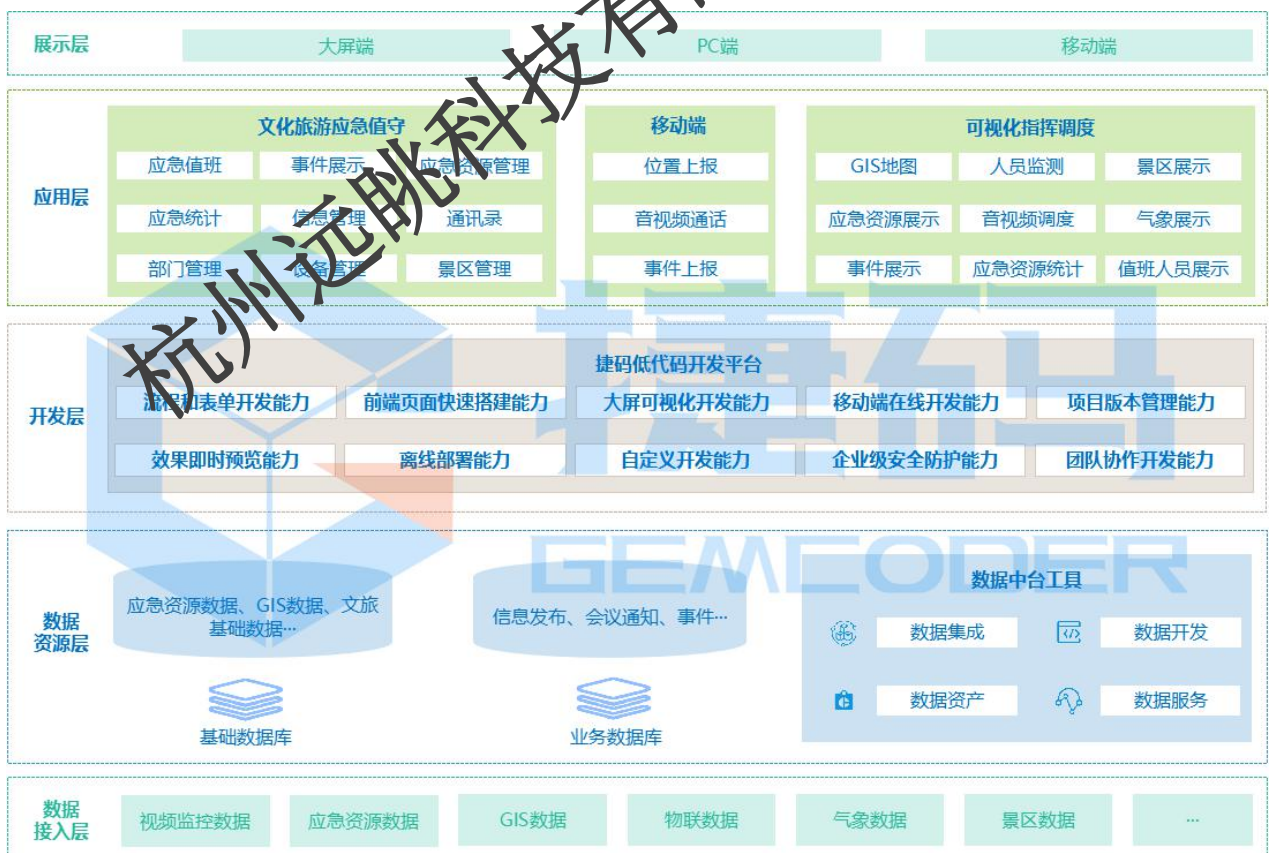 展示层
大屏端
PC端
移动端
应用层
文化旅游应急值守
应急值班
事件展示
应急资源管理
应急统计
信息管理
通讯录
部门管理
设备管理
景区管理
移动端
位置上报
音视频通话
事件上报
可视化指挥调度
GIS地图
人员监测
景区展示
应急资源展示
音视频调度
气象展示
事件展示
应急资源统计
值班人员展示
开发层
捷码低代码开发平台
流程和表单开发能力
前端页面快速搭建能力
大屏可视化开发能力
移动端在线开发能力
项目版本管理能力
效果即时预览能力
离线部署能力
自定义开发能力
企业级安全防护能力
团队协作开发能力
数据
资源层
应急资源数据、GIS数据、文旅
基础数据…
信息发布、会议通知、事件…
基础数据库
业务数据库
数据中台工具
数据集成
数据开发
数据资产
数据服务
数据
接入层
视频监控数据
应急资源数据
GIS数据
物联数据
气象数据
景区数据
…
杭州远眺科技有
捷码
GEMCODER